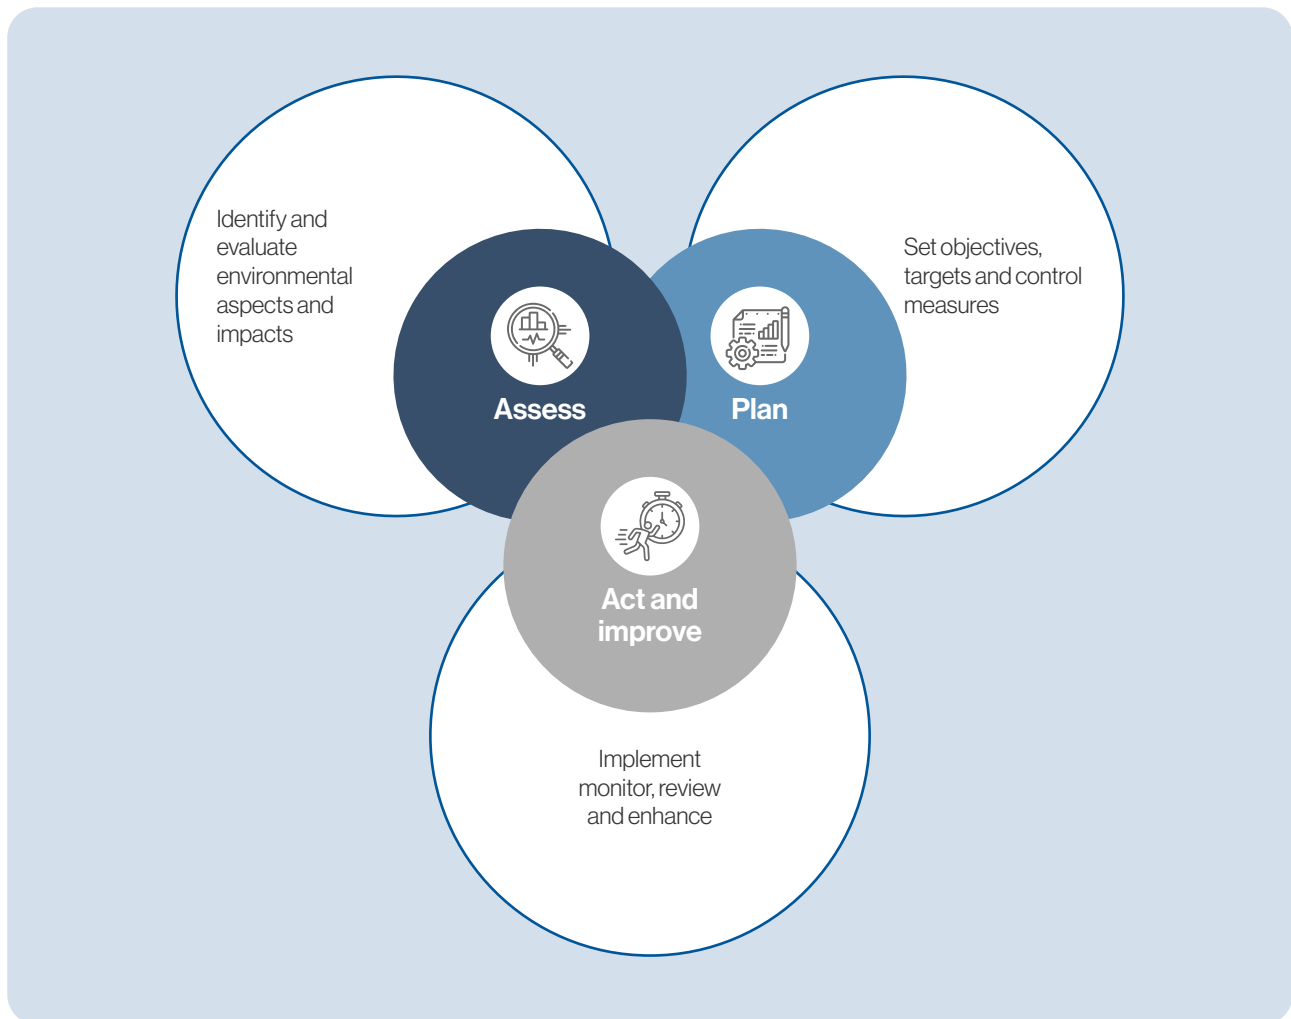 Identify and
evaluate
environmental
aspects and
impacts
Assess
Set objectives,
targets and control
measures
Plan
Act and
improve
Implement
monitor, review
and enhance